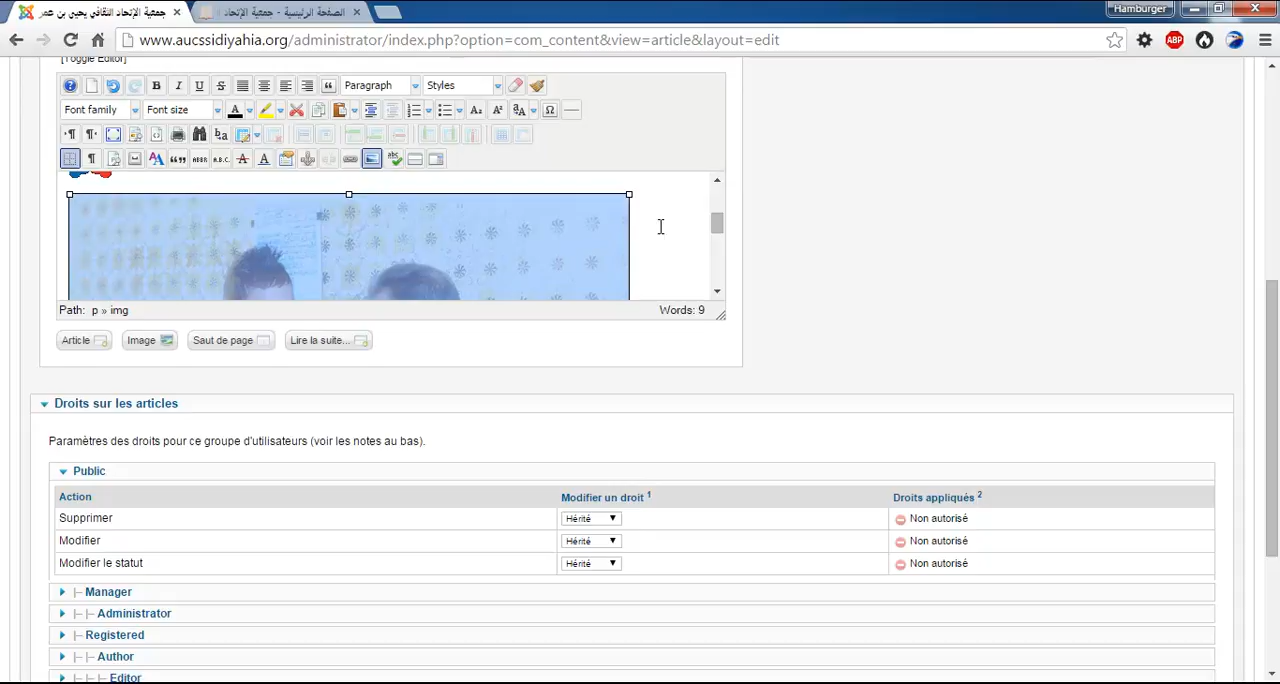 جمعية الإتحاد الثقافي يحيى بن عمر
الصفحة الرئيسية - جمعية الإتحاد
Hamburger
www.aucssidiyahia.org/administrator/index.php?option=com_content&view=article&layout=edit
ABP
[Toggle Editor]
B I U S Paragraph Styles
Font family Font size
Path: p » img Words: 9
Article Image Saut de page Lire la suite...
Droits sur les articles
Paramètres des droits pour ce groupe d'utilisateurs (voir les notes au bas).
Public
Action Modifier un droit 1 Droits appliqués 2
Supprimer Hérité Non autorisé
Modifier Hérité Non autorisé
Modifier le statut Hérité Non autorisé
|– Manager
|– |– Administrator
|– Registered
|– |– Author
|– |– |– Editor